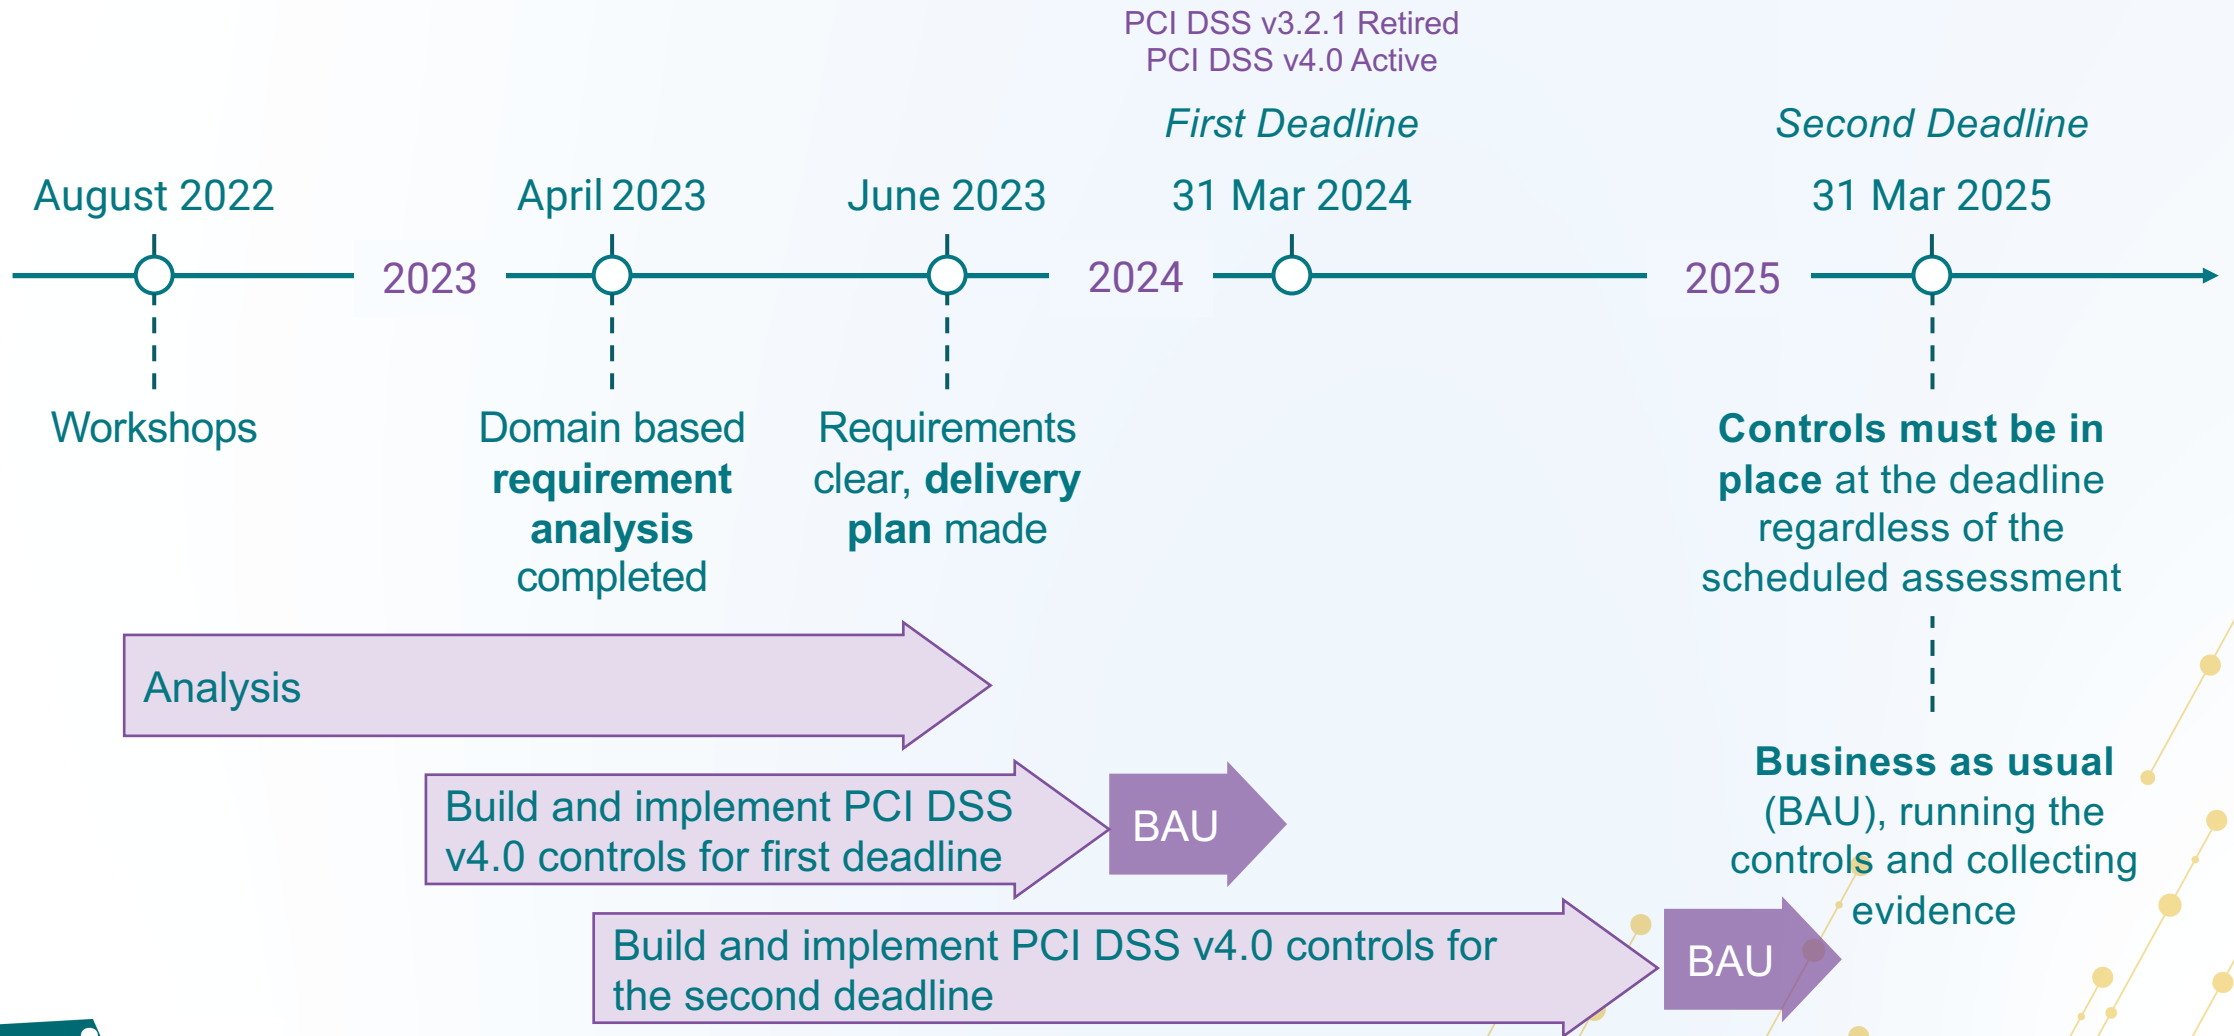 PCI DSS v3.2.1 Retired
PCI DSS v4.0 Active
First Deadline
Second Deadline
August 2022
April 2023
June 2023
31 Mar 2024
31 Mar 2025
2023
2024
2025
Workshops
Domain based
requirement
analysis
completed
Requirements
clear, delivery
plan made
Controls must be in
place at the deadline
regardless of the
scheduled assessment
Analysis
Build and implement PCI DSS
v4.0 controls for first deadline
BAU
Business as usual
(BAU), running the
controls and collecting
evidence
Build and implement PCI DSS v4.0 controls for
the second deadline
BAU